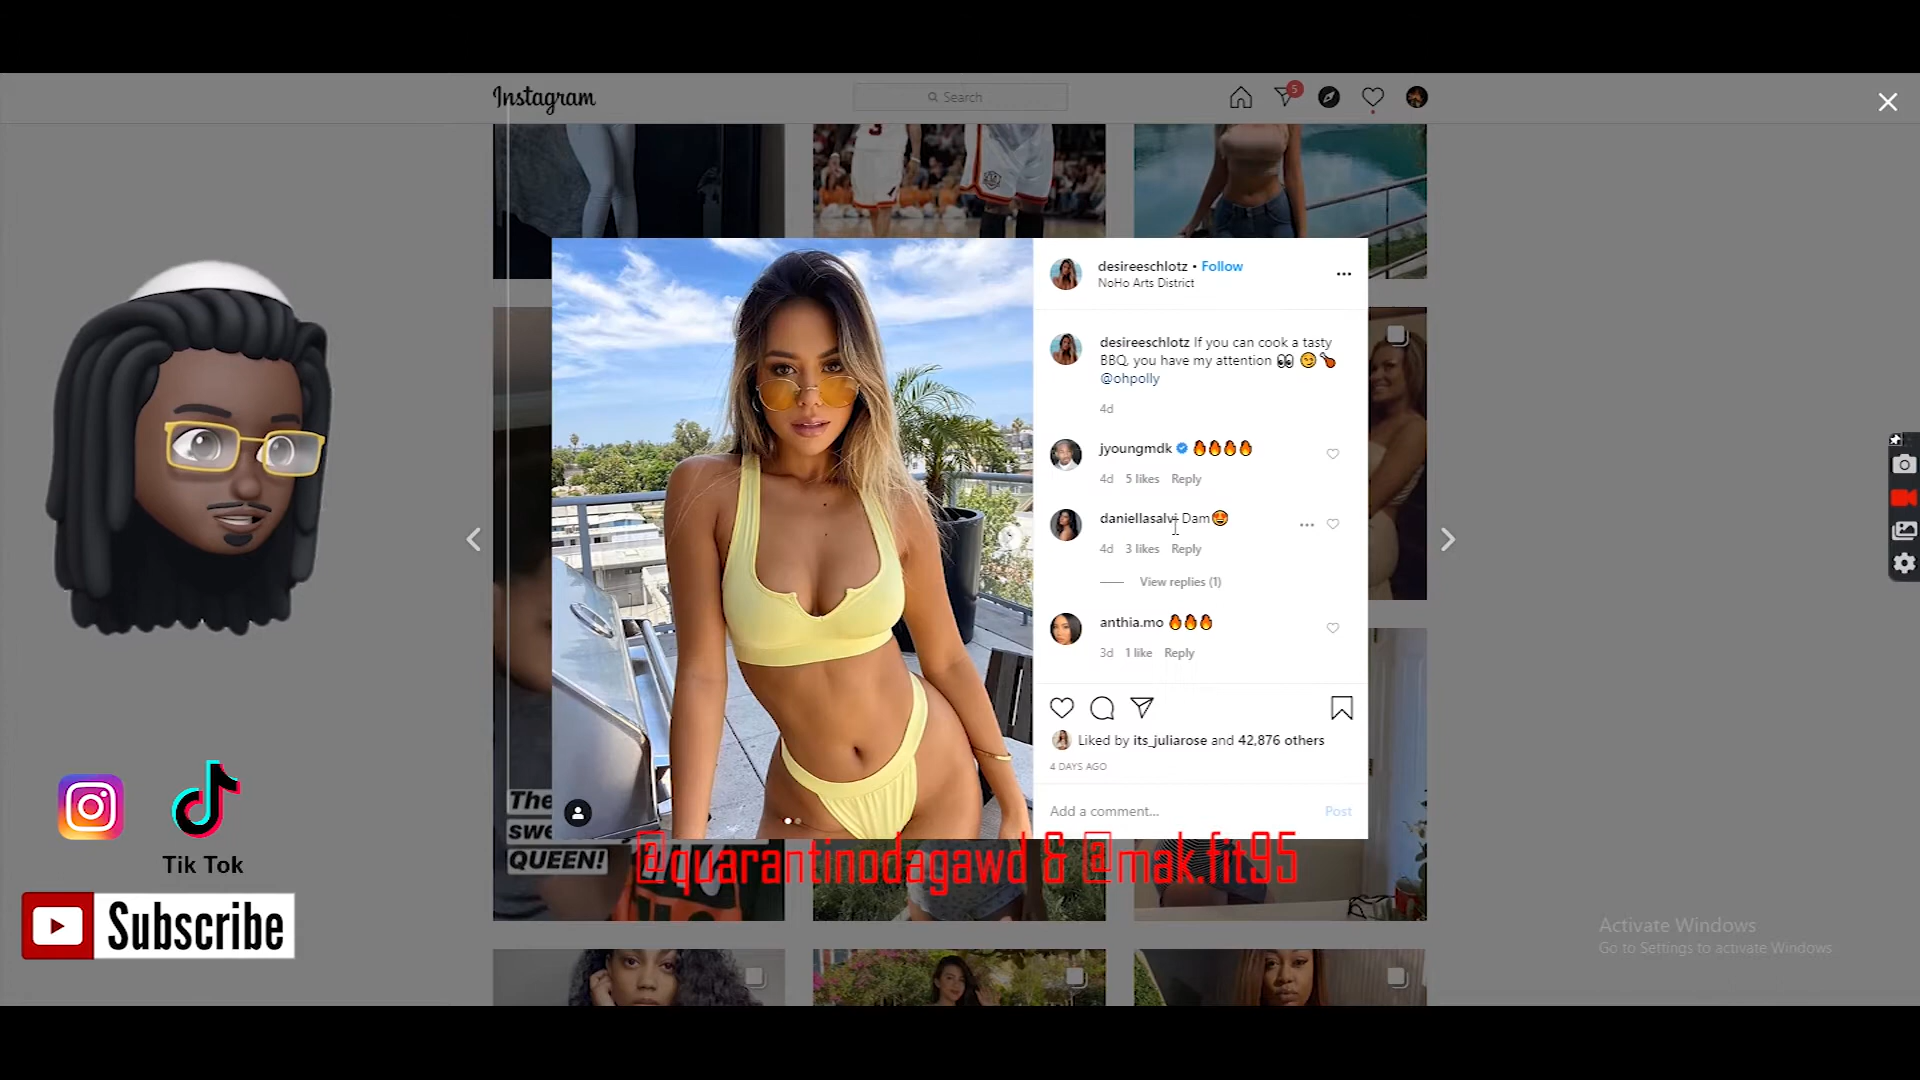 Instagram
Search
5
desireeschlotz • Follow
NoHo Arts District
desireeschlotz If you can cook a tasty
BBQ, you have my attention 👀 😏🍗
@ohpolly
4d
jyoungmdk 🔥🔥🔥🔥
4d 5 likes Reply
daniellasalvi Dam😍
4d 3 likes Reply
View replies (1)
anthia.mo 🔥🔥🔥
3d 1 like Reply
Liked by its_juliarose and 42,876 others
4 DAYS AGO
Add a comment... Post
The
swe
QUEEN!
@quarantinodagawd & @mak.fit95
Tik Tok
Subscribe
Activate Windows
Go to Settings to activate Windows